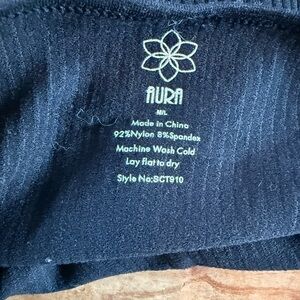 AURA
M/L
Made in China
92%Nylon 8%Spandex
Machine Wash Cold
Lay flat to dry
Style No:SCT910